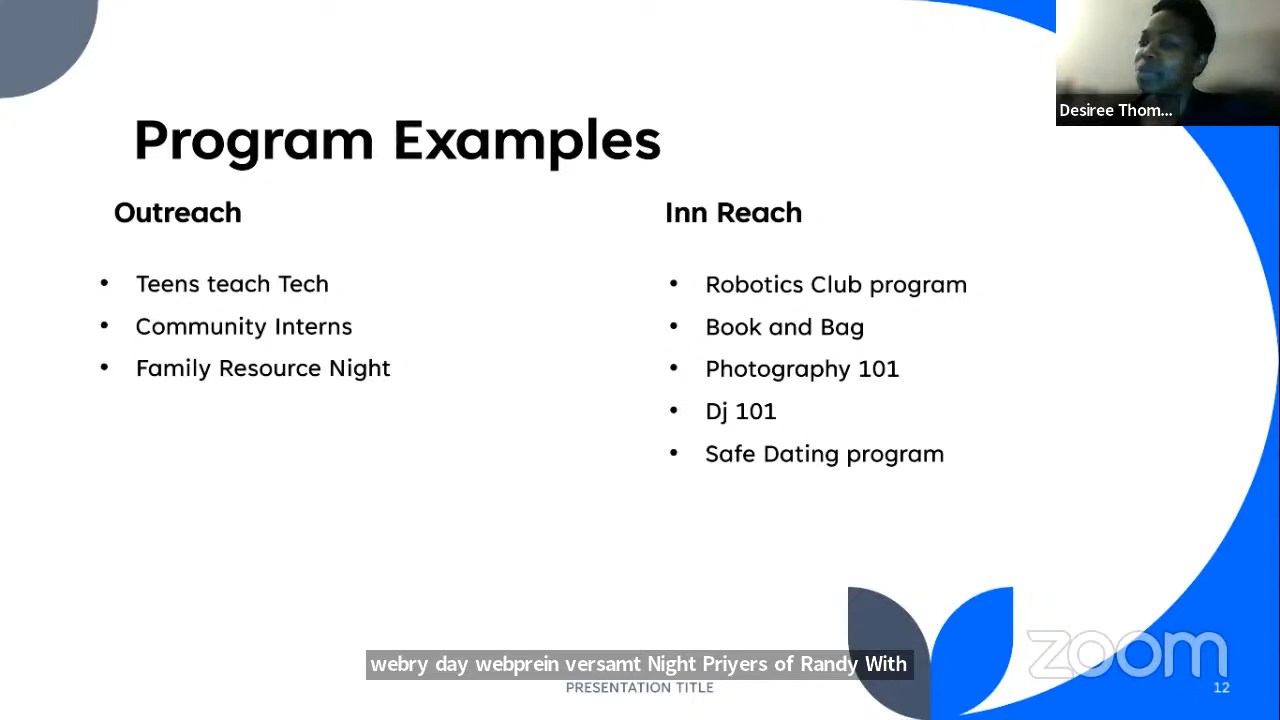 Desiree Thom...
Program Examples
Outreach
• Teens teach Tech
• Community Interns
• Family Resource Night
Inn Reach
• Robotics Club program
• Book and Bag
• Photography 101
• Dj 101
• Safe Dating program
webry day webprein versamt Night Priyers of Randy With
PRESENTATION TITLE
zoom
12